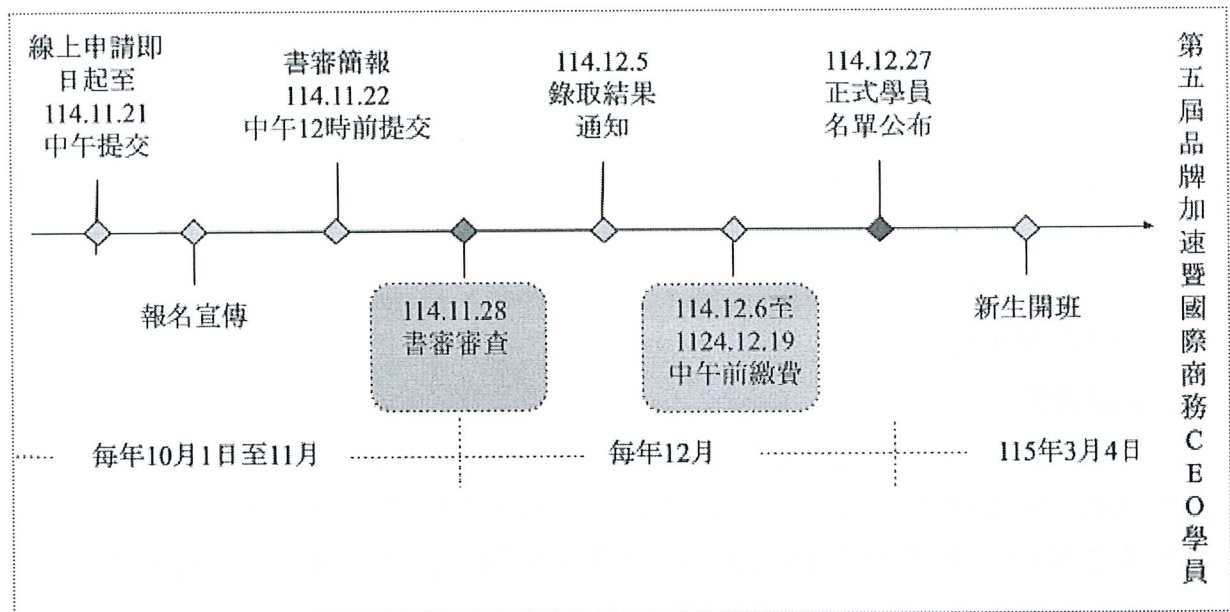 線上申請即
日起至
114.11.21
中午提交
書審簡報
114.11.22
中午12時前提交
114.12.5
錄取結果
通知
114.12.27
正式學員
名單公布
報名宣傳
114.11.28
書審審查
114.12.6至
1124.12.19
中午前繳費
新生開班
每年10月1日至11月
每年12月
115年3月4日
第五屆品牌加速暨國際商務CEO學員